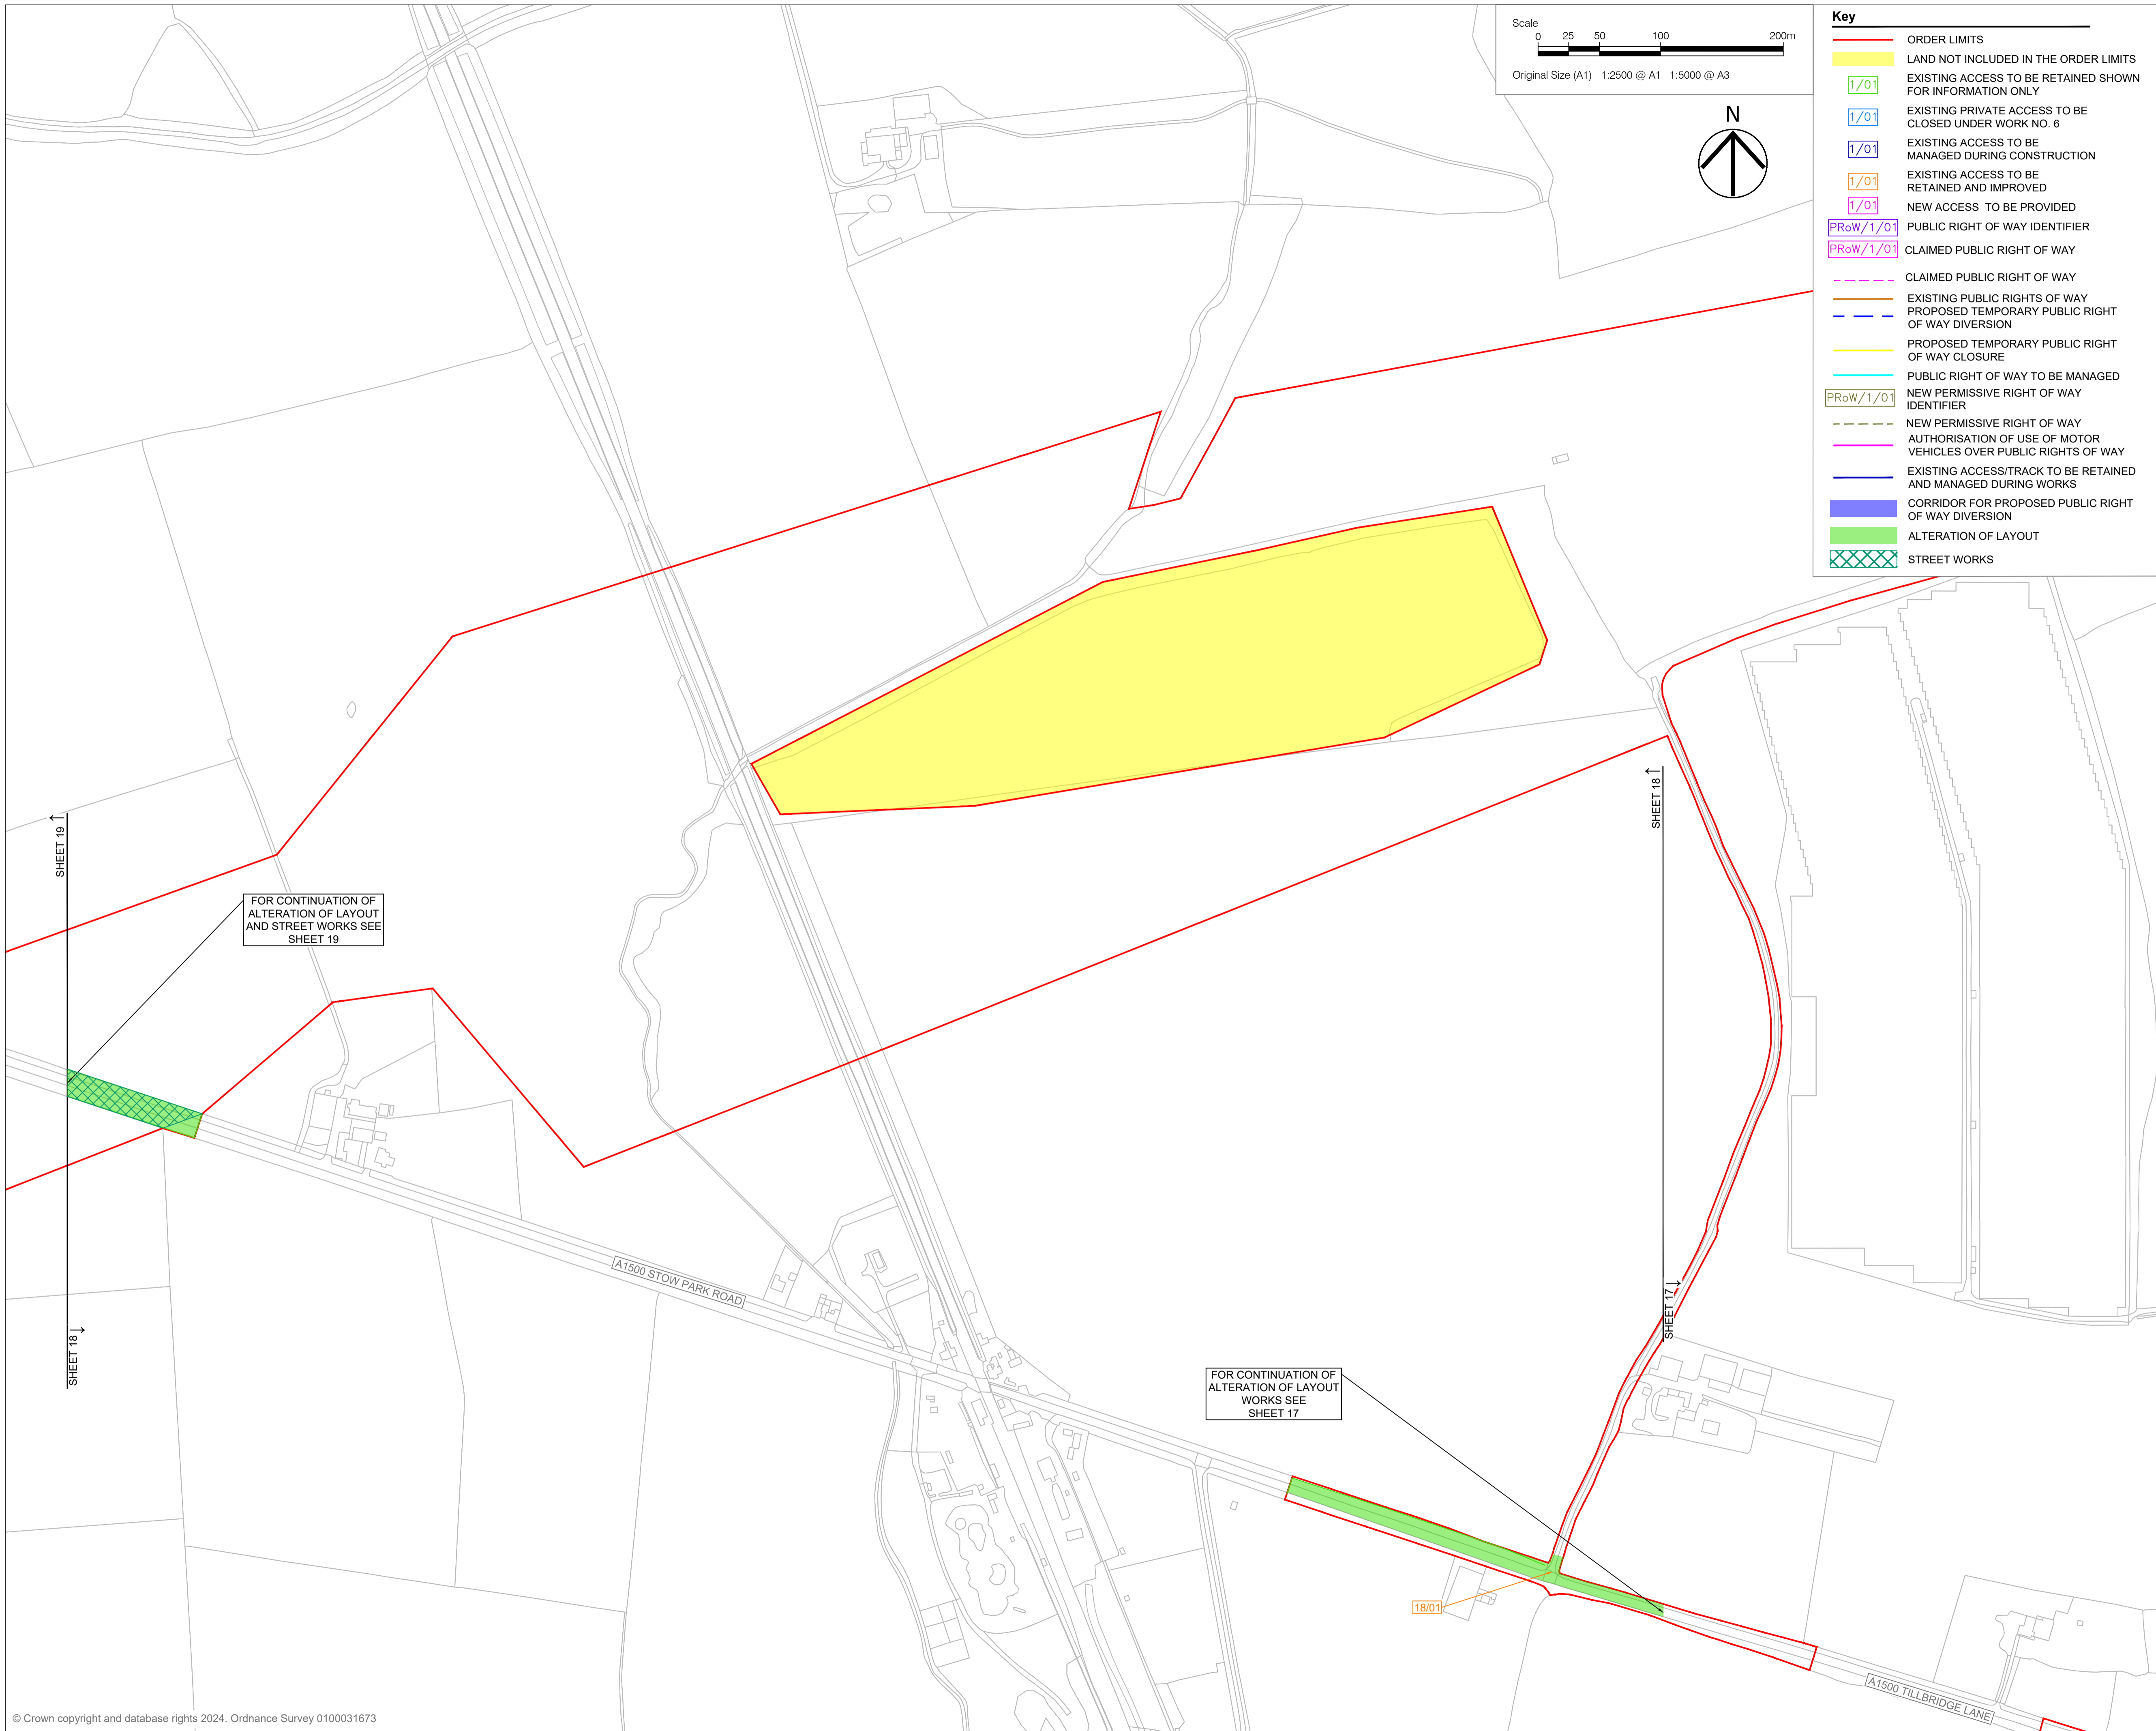 Scale
0 25 50 100 200m
Original Size (A1) 1:2500 @ A1 1:5000 @ A3
N
Key
ORDER LIMITS
LAND NOT INCLUDED IN THE ORDER LIMITS
1/01 EXISTING ACCESS TO BE RETAINED SHOWN
FOR INFORMATION ONLY
1/01 EXISTING PRIVATE ACCESS TO BE
CLOSED UNDER WORK NO. 6
1/01 EXISTING ACCESS TO BE
MANAGED DURING CONSTRUCTION
1/01 EXISTING ACCESS TO BE
RETAINED AND IMPROVED
1/01 NEW ACCESS TO BE PROVIDED
PRoW/1/01 PUBLIC RIGHT OF WAY IDENTIFIER
PRoW/1/01 CLAIMED PUBLIC RIGHT OF WAY
CLAIMED PUBLIC RIGHT OF WAY
EXISTING PUBLIC RIGHTS OF WAY
PROPOSED TEMPORARY PUBLIC RIGHT
OF WAY DIVERSION
PROPOSED TEMPORARY PUBLIC RIGHT
OF WAY CLOSURE
PUBLIC RIGHT OF WAY TO BE MANAGED
PRoW/1/01 NEW PERMISSIVE RIGHT OF WAY
IDENTIFIER
NEW PERMISSIVE RIGHT OF WAY
AUTHORISATION OF USE OF MOTOR
VEHICLES OVER PUBLIC RIGHTS OF WAY
EXISTING ACCESS/TRACK TO BE RETAINED
AND MANAGED DURING WORKS
CORRIDOR FOR PROPOSED PUBLIC RIGHT
OF WAY DIVERSION
ALTERATION OF LAYOUT
STREET WORKS
SHEET 18
SHEET 19
FOR CONTINUATION OF
ALTERATION OF LAYOUT
AND STREET WORKS SEE
SHEET 19
A1500 STOW PARK ROAD
SHEET 17
SHEET 18
FOR CONTINUATION OF
ALTERATION OF LAYOUT
WORKS SEE
SHEET 17
18/01
A1500 TILLBRIDGE LANE
© Crown copyright and database rights 2024. Ordnance Survey 0100031673